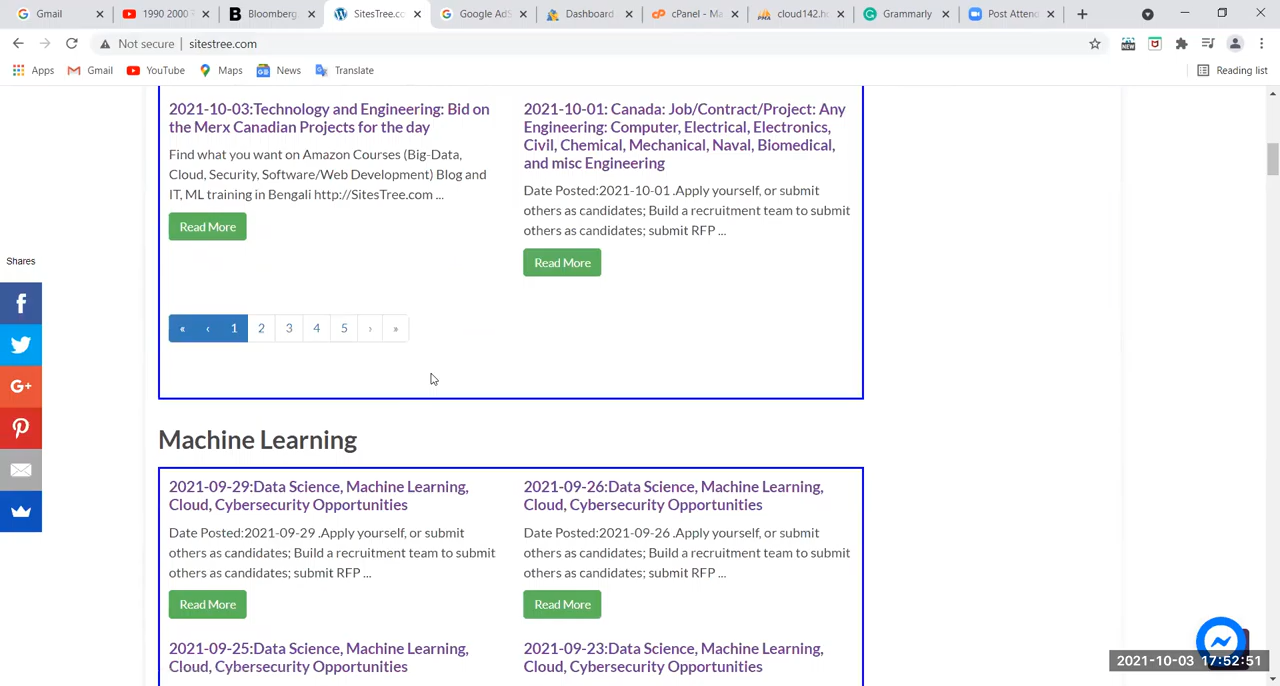 Gmail
1990 2000
Bloomberg
SitesTree.co
Google AdS
Dashboard
cPanel - Ma
cloud142.h
Grammarly
Post Attend
Not secure | sitestree.com
Apps
Gmail
YouTube
Maps
News
Translate
Reading list
2021-10-03:Technology and Engineering: Bid on
the Merx Canadian Projects for the day
Find what you want on Amazon Courses (Big-Data,
Cloud, Security, Software/Web Development) Blog and
IT, ML training in Bengali http://SitesTree.com ...
Read More
2021-10-01: Canada: Job/Contract/Project: Any
Engineering: Computer, Electrical, Electronics,
Civil, Chemical, Mechanical, Naval, Biomedical,
and misc Engineering
Date Posted:2021-10-01 .Apply yourself, or submit
others as candidates; Build a recruitment team to submit
others as candidates; submit RFP ...
Read More
Shares
« ‹ 1 2 3 4 5 › »
Machine Learning
2021-09-29:Data Science, Machine Learning,
Cloud, Cybersecurity Opportunities
Date Posted:2021-09-29 .Apply yourself, or submit
others as candidates; Build a recruitment team to submit
others as candidates; submit RFP ...
Read More
2021-09-26:Data Science, Machine Learning,
Cloud, Cybersecurity Opportunities
Date Posted:2021-09-26 .Apply yourself, or submit
others as candidates; Build a recruitment team to submit
others as candidates; submit RFP ...
Read More
2021-09-25:Data Science, Machine Learning,
Cloud, Cybersecurity Opportunities
2021-09-23:Data Science, Machine Learning,
Cloud, Cybersecurity Opportunities
2021-10-03 17:52:51